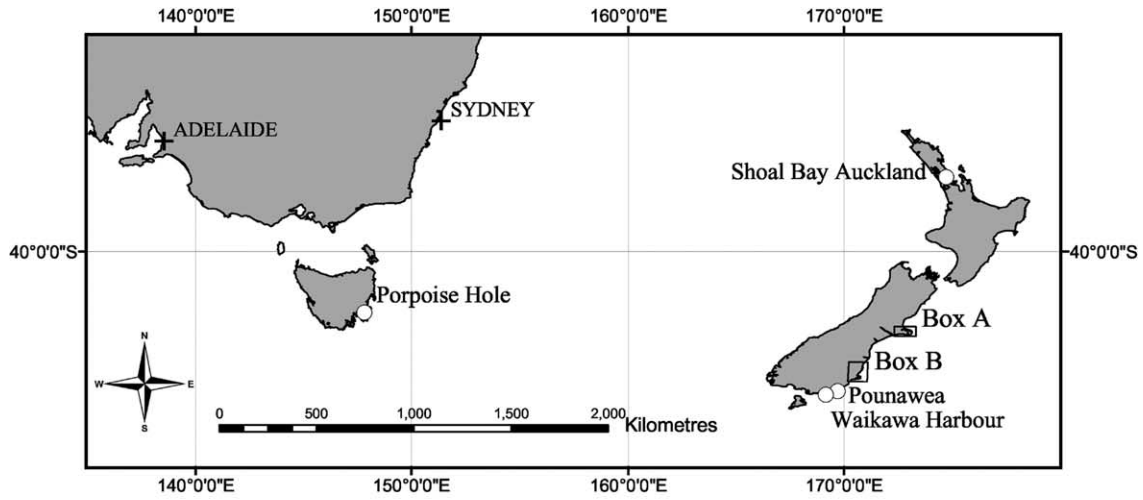 140°0'0"E 150°0'0"E 160°0'0"E 170°0'0"E
SYDNEY
ADELAIDE
Shoal Bay Auckland
40°0'0"S 40°0'0"S
Porpoise Hole
Box A
Box B
N
W E
S
Pounawea
0 500 1,000 1,500 2,000
Waikawa Harbour
Kilometres
140°0'0"E 150°0'0"E 160°0'0"E 170°0'0"E